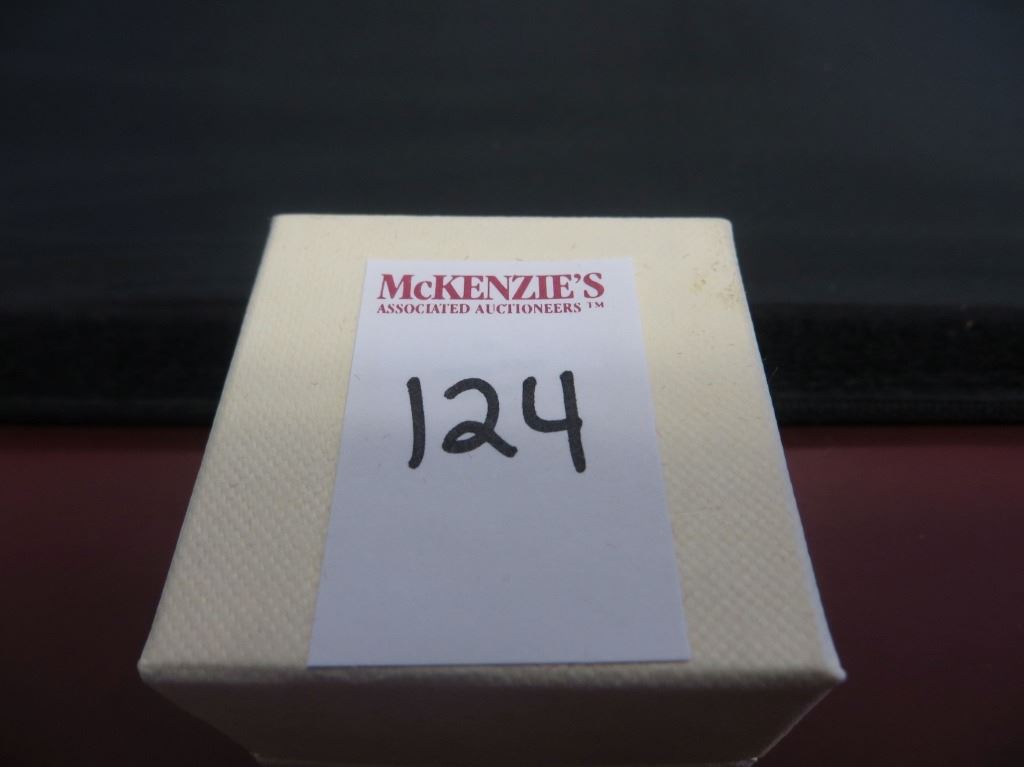 McKENZIE'S
ASSOCIATED AUCTIONEERS ™
124